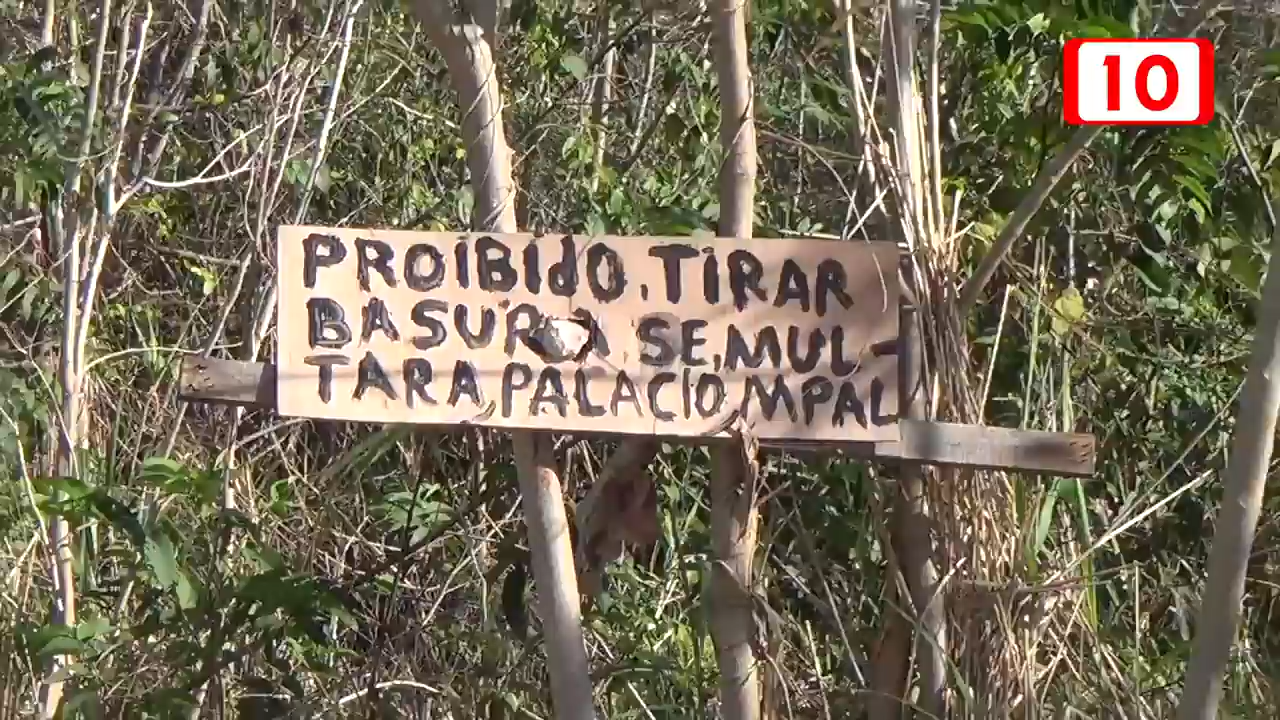 10
PROIBIdO, TIRAR
BASURA SE, MUL-
TARA, PALACIO MPAL